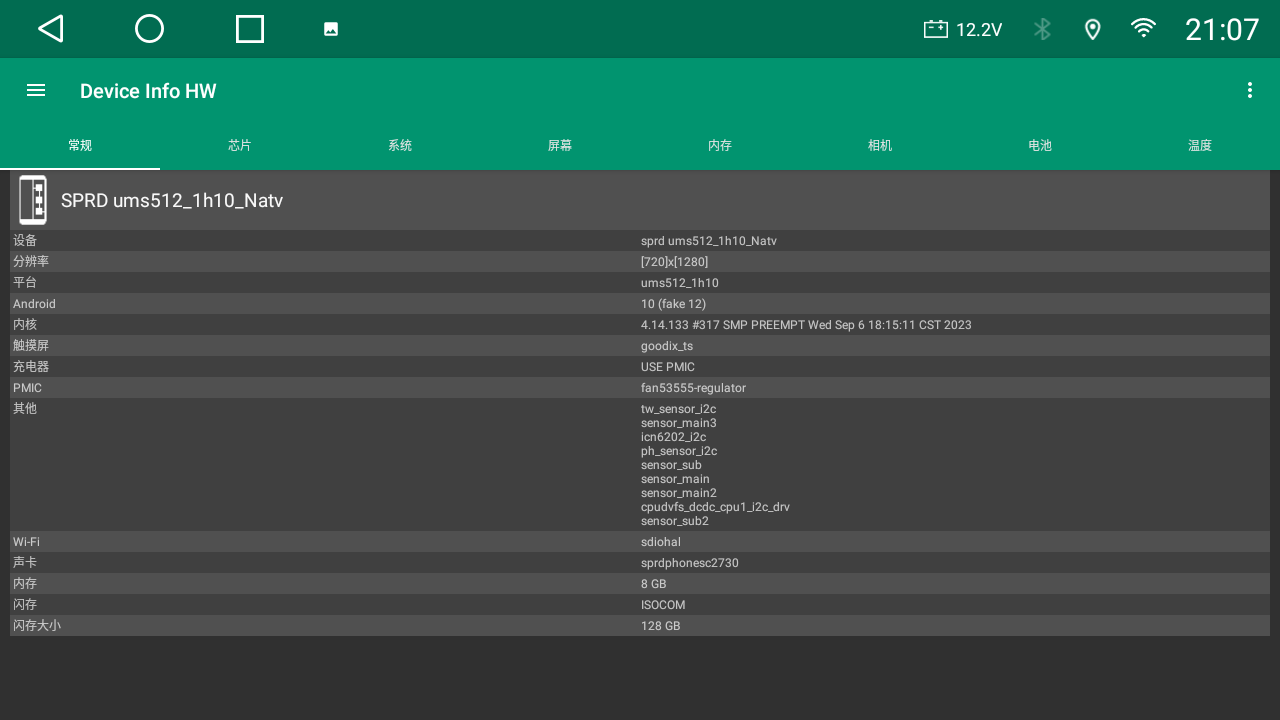 12.2V 21:07
Device Info HW
常规 芯片 系统 屏幕 内存 相机 电池 温度
SPRD ums512_1h10_Natv
设备 sprd ums512_1h10_Natv
分辨率 [720]x[1280]
平台 ums512_1h10
Android 10 (fake 12)
内核 4.14.133 #317 SMP PREEMPT Wed Sep 6 18:15:11 CST 2023
触摸屏 goodix_ts
充电器 USE PMIC
PMIC fan53555-regulator
其他 tw_sensor_i2c
sensor_main3
icn6202_i2c
ph_sensor_i2c
sensor_sub
sensor_main
sensor_main2
cpudvfs_dcdc_cpu1_i2c_drv
sensor_sub2
Wi-Fi sdiohal
声卡 sprdphonesc2730
内存 8 GB
闪存 ISOCOM
闪存大小 128 GB